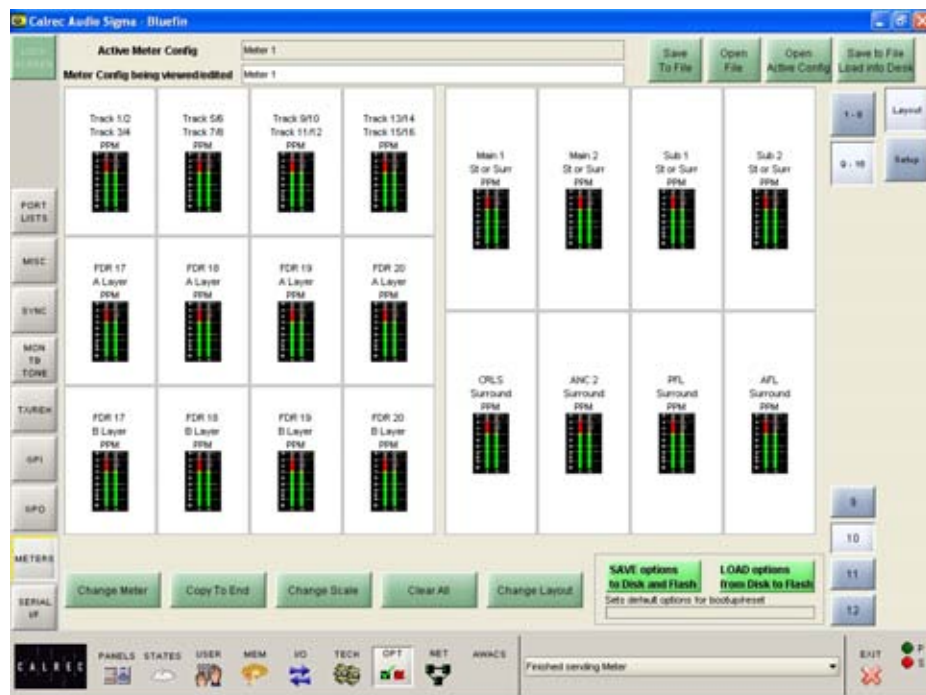 Calrec Audio Sigma - Bluefin
Active Meter Config
Meter 1
Meter Config being viewed/edited
Meter 1
Save To File
Open File
Open Active Config
Save to File Load into Desk
Track 1/2
Track 3/4
PPM
Track 5/6
Track 7/8
PPM
Track 9/10
Track 11/12
PPM
Track 13/14
Track 15/16
PPM
Main 1
St or Surr
PPM
Main 2
St or Surr
PPM
Sub 1
St or Surr
PPM
Sub 2
St or Surr
PPM
1 - 8
Layout
9 - 16
Setup
PORT
LISTS
MISC
SYNC
MON
TB
TONE
GPI
GPO
METERS
SERIAL
I/F
FDR 17
A Layer
PPM
FDR 18
A Layer
PPM
FDR 19
A Layer
PPM
FDR 20
A Layer
PPM
CRLS
Surround
PPM
ANC 2
Surround
PPM
PFL
Surround
PPM
AFL
Surround
PPM
FDR 17
B Layer
PPM
FDR 18
B Layer
PPM
FDR 19
B Layer
PPM
FDR 20
B Layer
PPM
9
10
11
12
Change Meter
Copy To End
Change Scale
Clear All
Change Layout
SAVE options
to Disk and Flash
LOAD options
from Disk to Flash
Sets default options for bootup/reset
CALREC
PANELS
STATES
USER
MEM
I/O
TECH
OPT
NET
AWACS
Finished sending Meter
EXIT
P
S